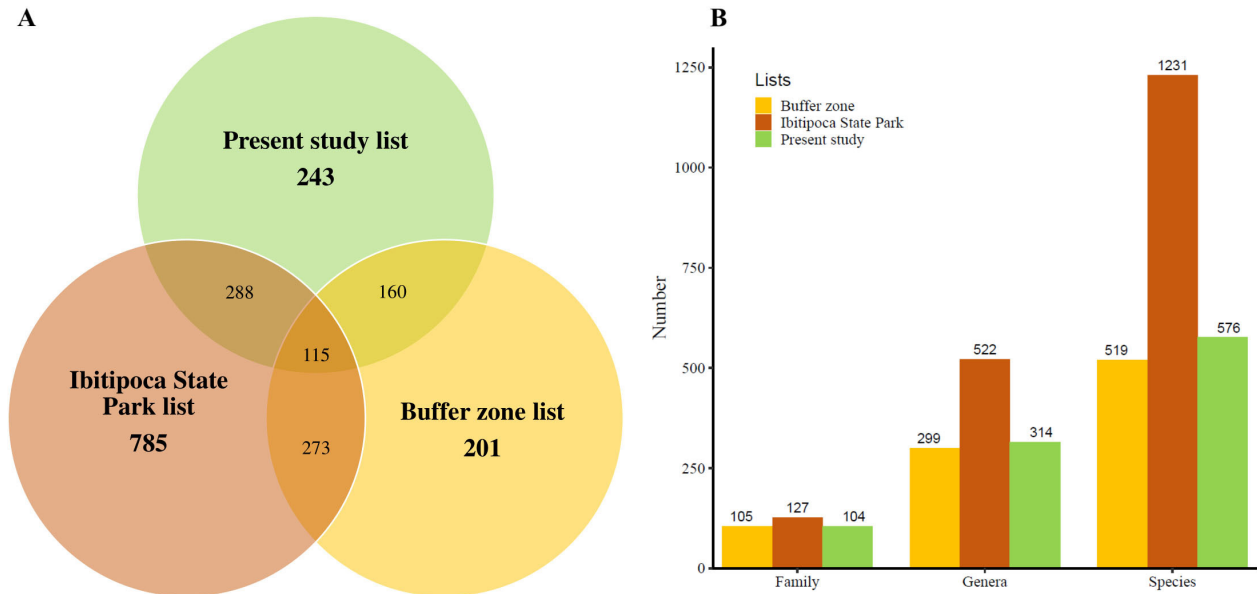 A
Present study list
243
288
160
115
Ibitipoca State
Park list
785
Buffer zone list
201
273
B
Lists
Buffer zone
Ibitipoca State Park
Present study
Number
1250
1000
750
500
250
0
105
127
104
299
522
314
519
1231
576
Family
Genera
Species